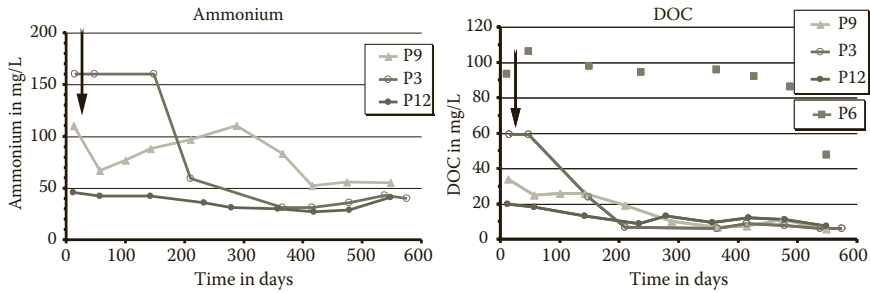 Ammonium
Ammonium in mg/L
200
150
100
50
0
0 100 200 300 400 500 600
Time in days
P9
P3
P12
DOC
DOC in mg/L
120
100
80
60
40
20
0
0 100 200 300 400 500 600
Time in days
P9
P3
P12
P6